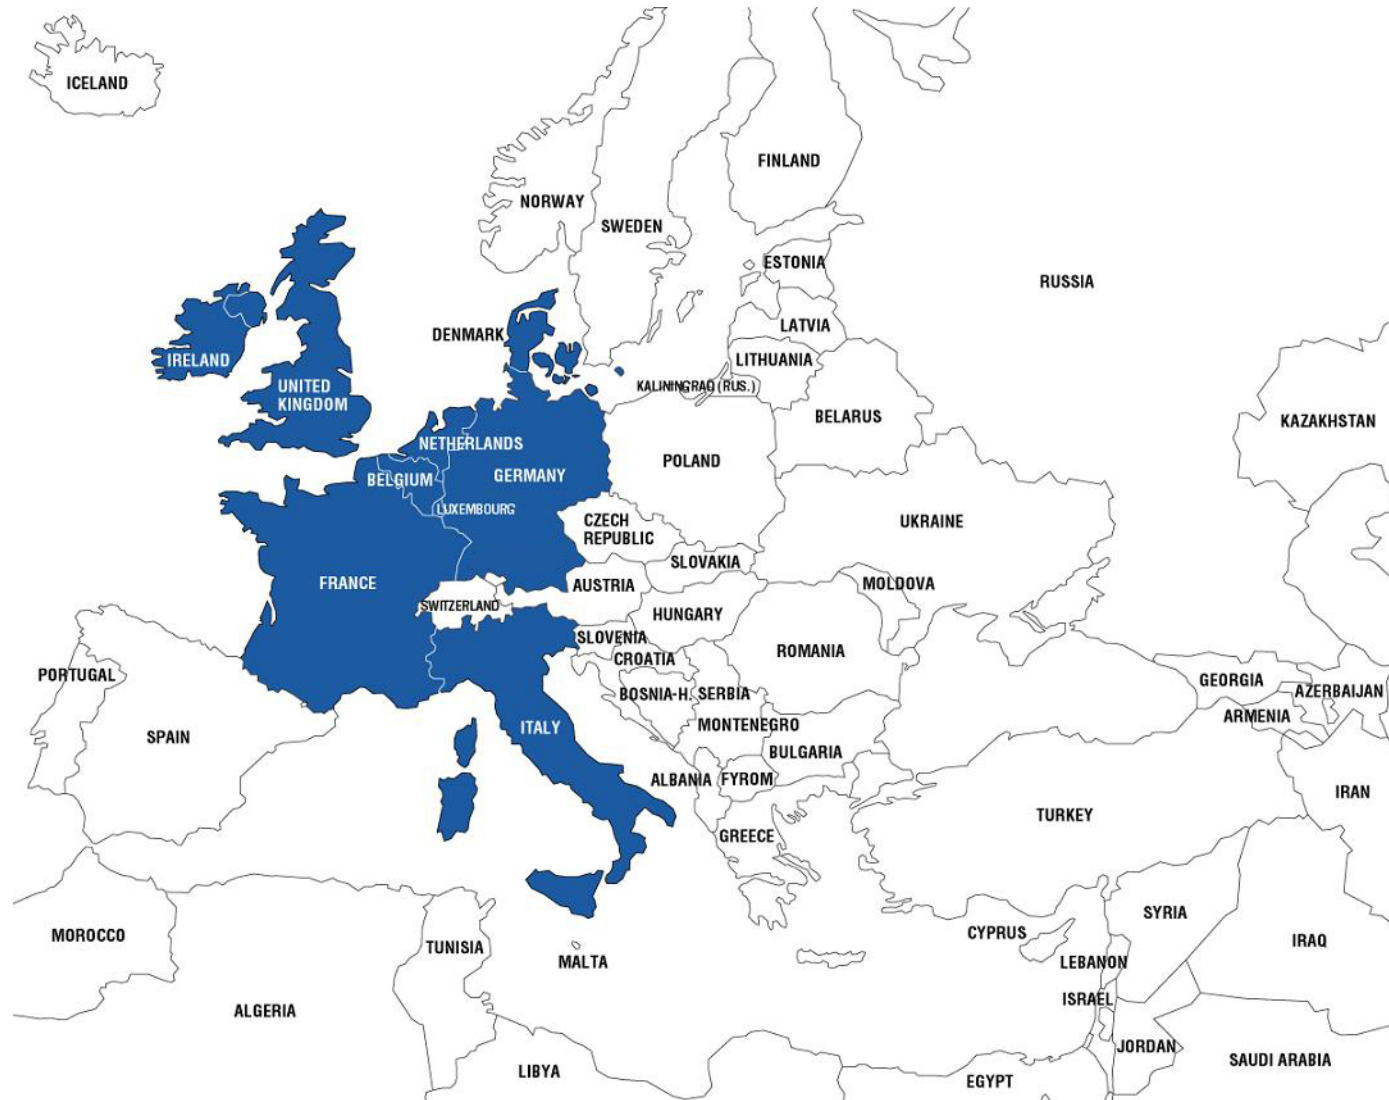 ICELAND
FINLAND
NORWAY
SWEDEN
ESTONIA
RUSSIA
LATVIA
DENMARK
LITHUANIA
IRELAND
KALININGRAD (RUS.)
UNITED
KINGDOM
BELARUS
KAZAKHSTAN
NETHERLANDS
POLAND
BELGIUM
GERMANY
LUXEMBOURG
CZECH
REPUBLIC
UKRAINE
SLOVAKIA
FRANCE
AUSTRIA
MOLDOVA
SWITZERLAND
HUNGARY
SLOVENIA
ROMANIA
CROATIA
PORTUGAL
GEORGIA
BOSNIA-H.
SERBIA
AZERBAIJAN
ARMENIA
MONTENEGRO
ITALY
SPAIN
BULGARIA
ALBANIA
FYROM
IRAN
TURKEY
GREECE
SYRIA
CYPRUS
MOROCCO
IRAQ
TUNISIA
MALTA
LEBANON
ISRAEL
ALGERIA
JORDAN
SAUDI ARABIA
LIBYA
EGYPT